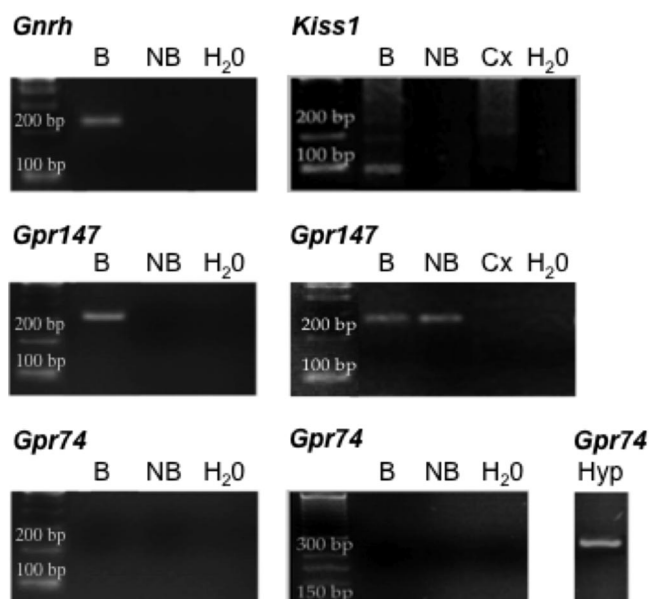 Gnrh Kiss1
B NB H₂0 B NB Cx H₂0
200 bp 200 bp
100 bp 100 bp
Gpr147 Gpr147
B NB H₂0 B NB Cx H₂0
200 bp 200 bp
100 bp 100 bp
Gpr74 Gpr74 Gpr74
B NB H₂0 B NB H₂0 Hyp
200 bp 300 bp
100 bp 150 bp